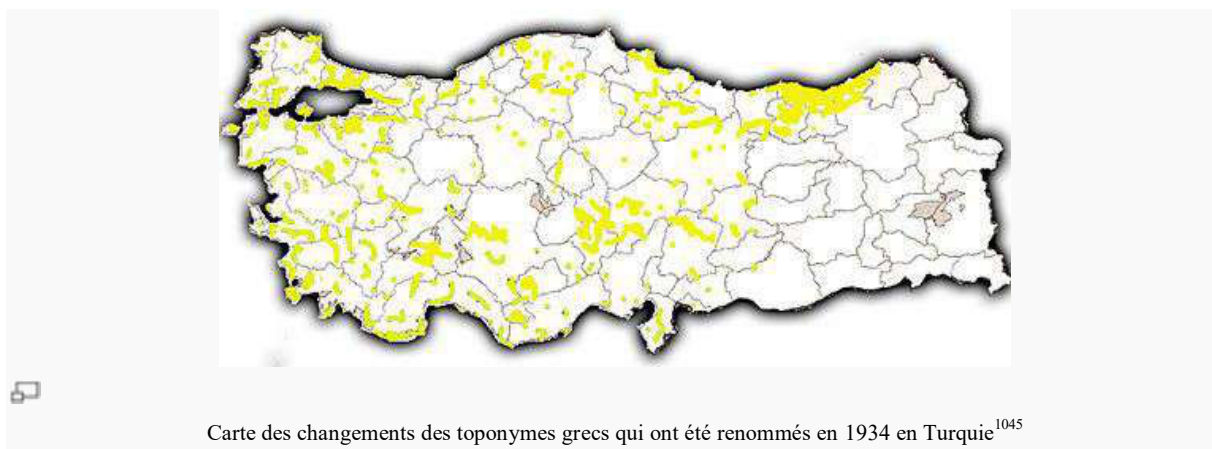 Carte des changements des toponymes grecs qui ont été renommés en 1934 en Turquie1045